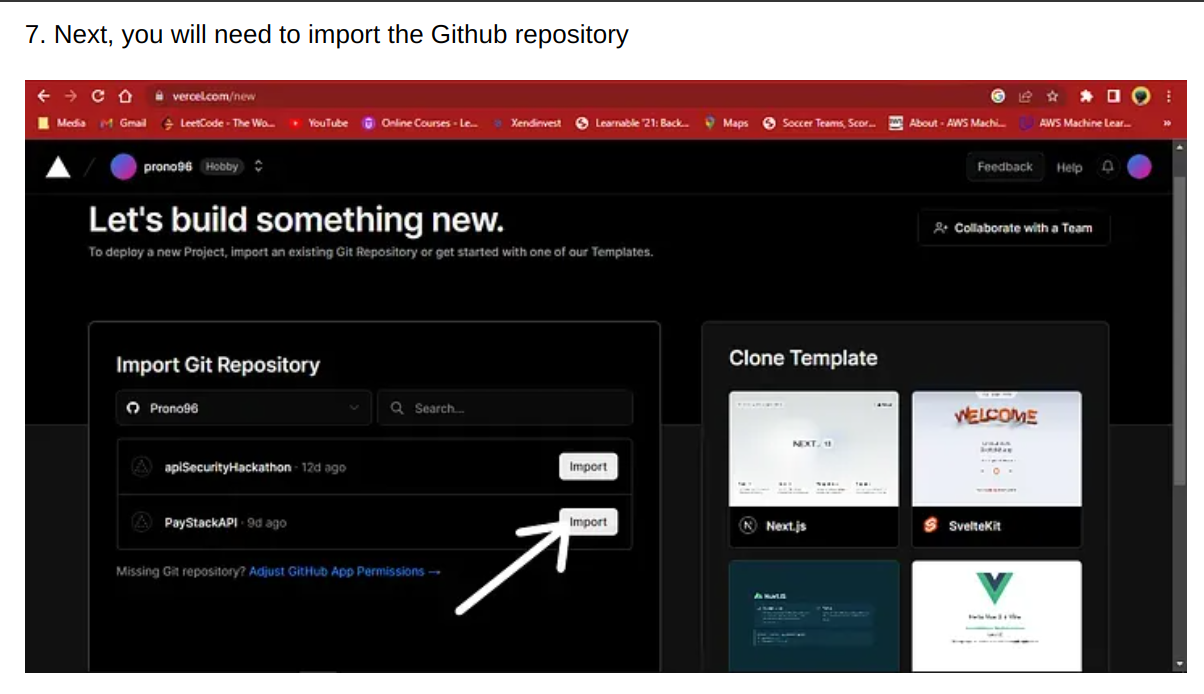 7. Next, you will need to import the Github repository
vercel.com/new
Media Gmail LeetCode - The Wo... YouTube Online Courses - Le... Xendinvest Learnable '21: Back... Maps Soccer Teams, Scor... About - AWS Machi... AWS Machine Lear... »
prono96 Hobby Feedback Help
Let's build something new.
Collaborate with a Team
To deploy a new Project, import an existing Git Repository or get started with one of our Templates.
Import Git Repository
Prono96 Search...
apiSecurityHackathon · 12d ago Import
PayStackAPI · 9d ago Import
Missing Git repository? Adjust GitHub App Permissions →
Clone Template
NEXT. 13
WELCOME
Next.js SvelteKit
NuxtJS